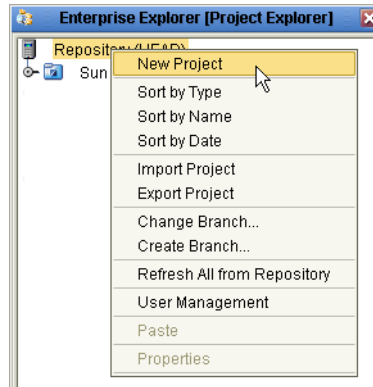 Enterprise Explorer [Project Explorer]
Repository (HEAD)
Sun
New Project
Sort by Type
Sort by Name
Sort by Date
Import Project
Export Project
Change Branch...
Create Branch...
Refresh All from Repository
User Management
Paste
Properties